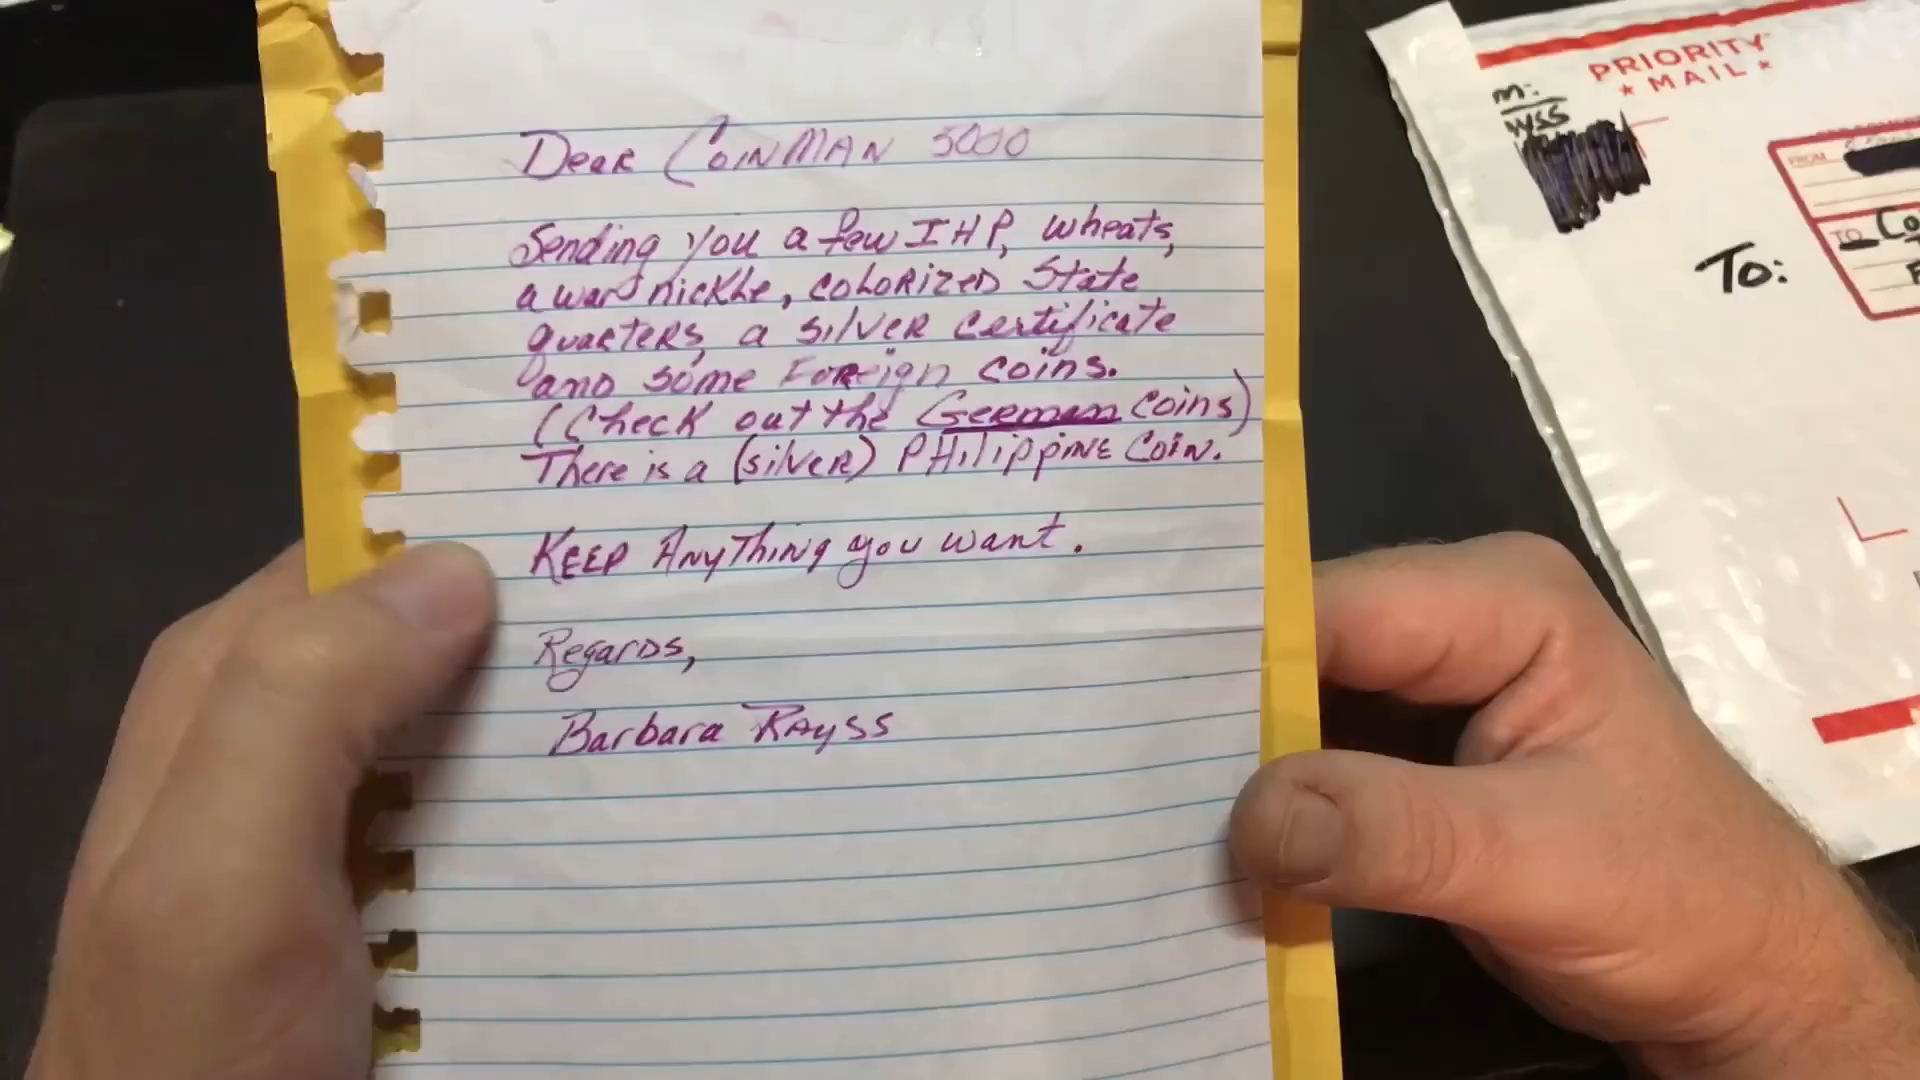 Dear CoinMAN 5000
Sending you a few IHP, wheats,
a war nickle, colorized State
quarters, a silver certificate
and some Foreign coins.
(Check out the German coins)
There is a (silver) PHilippine Coin.
Keep Anything you want.
Regards,
Barbara Rayss
PRIORITY
★ MAIL ★
m:
WSS
FROM
TO
Co
To:
F